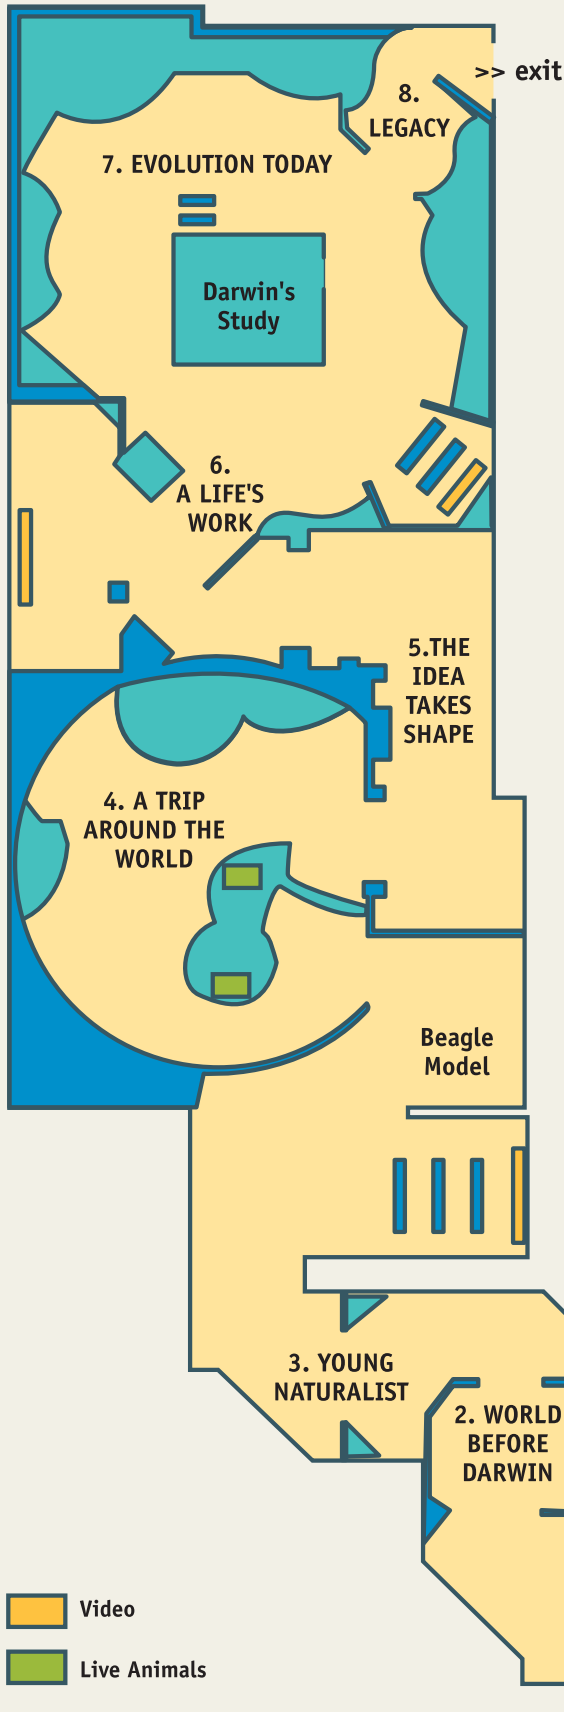 >> exit
8.
LEGACY
7. EVOLUTION TODAY
Darwin's
Study
6.
A LIFE'S
WORK
5.THE
IDEA
TAKES
SHAPE
4. A TRIP
AROUND THE
WORLD
Beagle
Model
3. YOUNG
NATURALIST
2. WORLD
BEFORE
DARWIN
Video
Live Animals